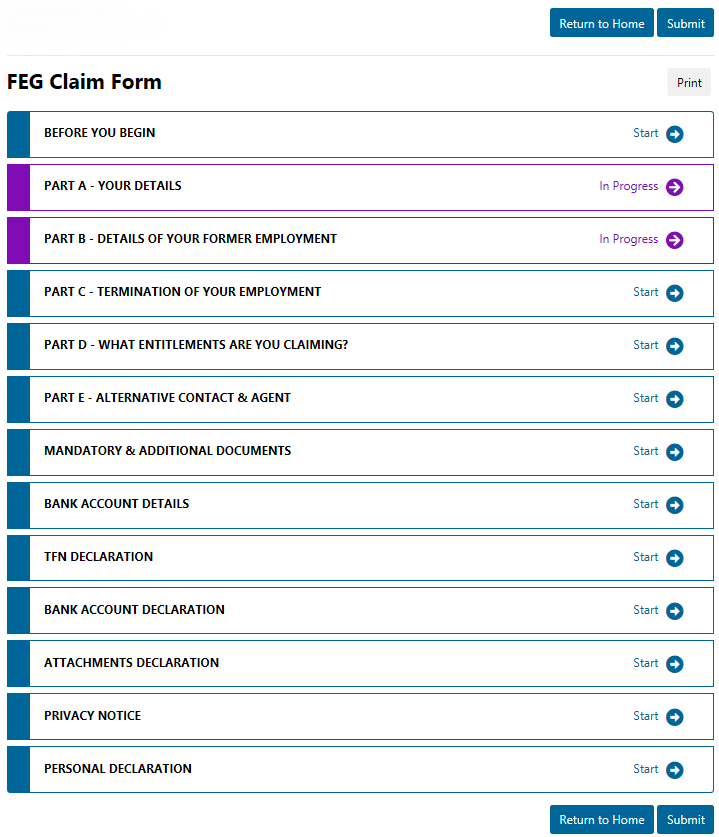 Return to Home Submit
FEG Claim Form Print
BEFORE YOU BEGIN Start
PART A - YOUR DETAILS In Progress
PART B - DETAILS OF YOUR FORMER EMPLOYMENT In Progress
PART C - TERMINATION OF YOUR EMPLOYMENT Start
PART D - WHAT ENTITLEMENTS ARE YOU CLAIMING? Start
PART E - ALTERNATIVE CONTACT & AGENT Start
MANDATORY & ADDITIONAL DOCUMENTS Start
BANK ACCOUNT DETAILS Start
TFN DECLARATION Start
BANK ACCOUNT DECLARATION Start
ATTACHMENTS DECLARATION Start
PRIVACY NOTICE Start
PERSONAL DECLARATION Start
Return to Home Submit